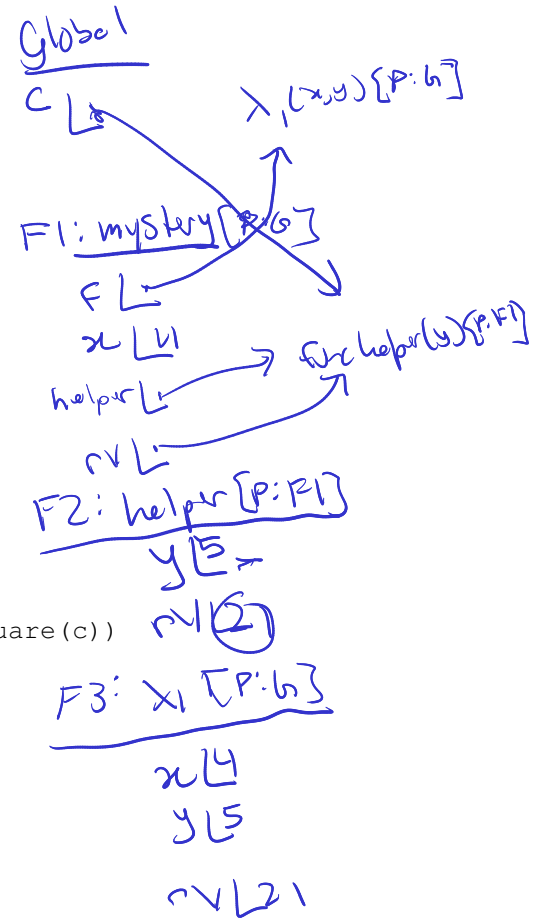 Global
C
λ1(x,y) [P:G]
F1: mystery [P:G]
F
x 4
helper
func helper(y) [P:F1]
rv
F2: helper [P:F1]
y 5
uare(c))
rv 2
F3: λ1 [P:G]
x 4
y 5
rv 21